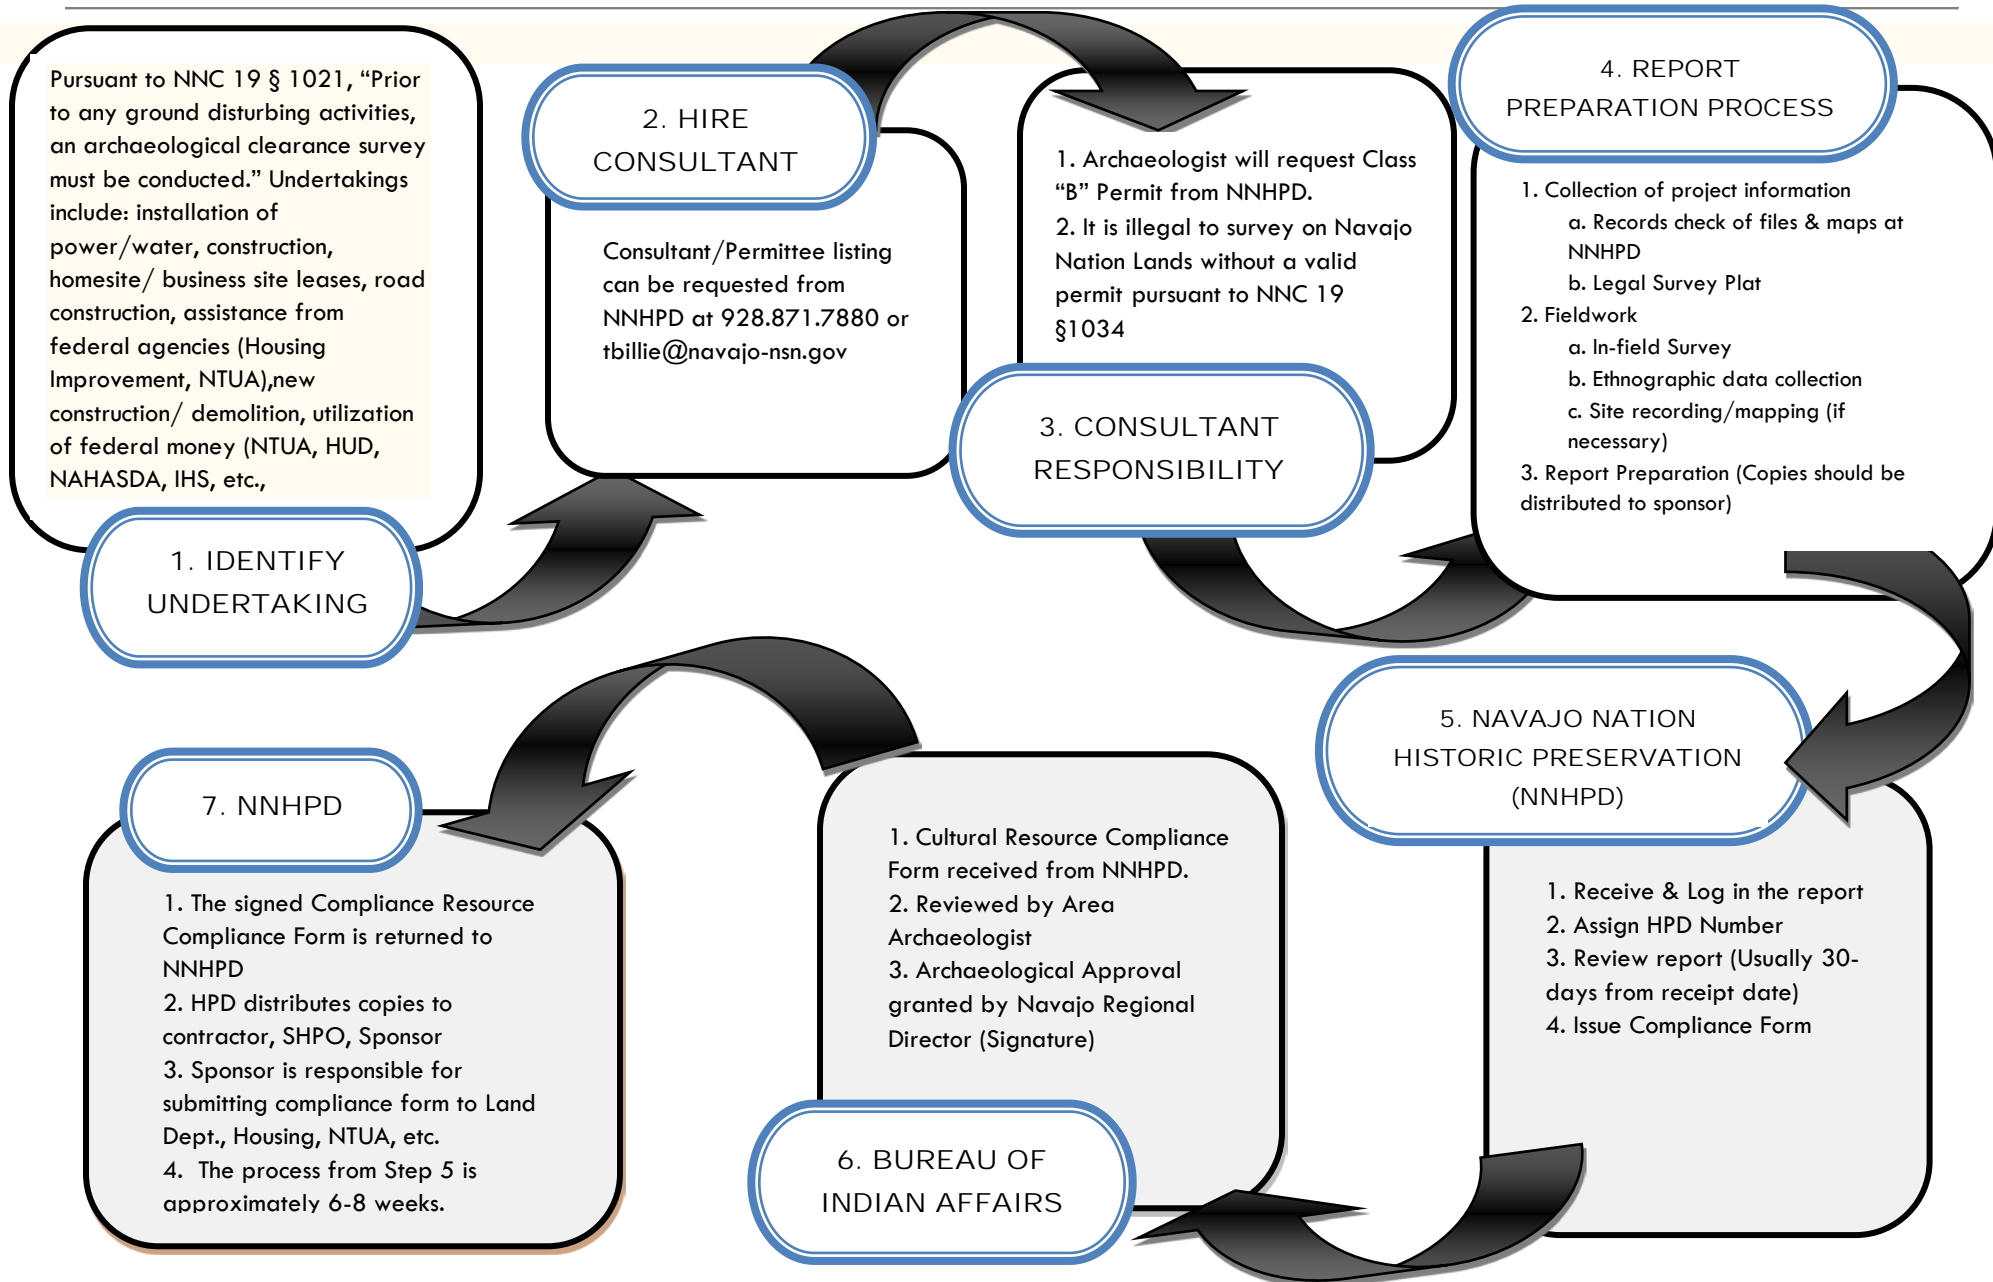 Pursuant to NNC 19 § 1021, “Prior
to any ground disturbing activities,
an archaeological clearance survey
must be conducted.” Undertakings
include: installation of
power/water, construction,
homesite/ business site leases, road
construction, assistance from
federal agencies (Housing
Improvement, NTUA),new
construction/ demolition, utilization
of federal money (NTUA, HUD,
NAHASDA, IHS, etc.,
1. IDENTIFY
UNDERTAKING
2. HIRE
CONSULTANT
Consultant/Permittee listing
can be requested from
NNHPD at 928.871.7880 or
tbillie@navajo-nsn.gov
1. Archaeologist will request Class
“B” Permit from NNHPD.
2. It is illegal to survey on Navajo
Nation Lands without a valid
permit pursuant to NNC 19
§1034
3. CONSULTANT
RESPONSIBILITY
4. REPORT
PREPARATION PROCESS
1. Collection of project information
a. Records check of files & maps at
NNHPD
b. Legal Survey Plat
2. Fieldwork
a. In-field Survey
b. Ethnographic data collection
c. Site recording/mapping (if
necessary)
3. Report Preparation (Copies should be
distributed to sponsor)
5. NAVAJO NATION
HISTORIC PRESERVATION
(NNHPD)
1. Receive & Log in the report
2. Assign HPD Number
3. Review report (Usually 30-
days from receipt date)
4. Issue Compliance Form
1. Cultural Resource Compliance
Form received from NNHPD.
2. Reviewed by Area
Archaeologist
3. Archaeological Approval
granted by Navajo Regional
Director (Signature)
6. BUREAU OF
INDIAN AFFAIRS
7. NNHPD
1. The signed Compliance Resource
Compliance Form is returned to
NNHPD
2. HPD distributes copies to
contractor, SHPO, Sponsor
3. Sponsor is responsible for
submitting compliance form to Land
Dept., Housing, NTUA, etc.
4. The process from Step 5 is
approximately 6-8 weeks.